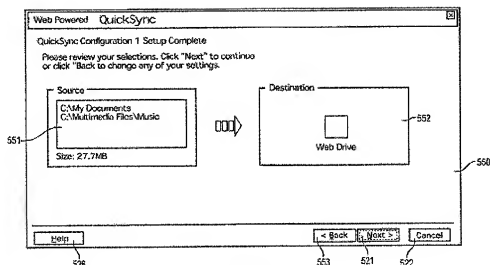 Web Powered QuickSync
QuickSync Configuration 1 Setup Complete
Please review your selections. Click "Next" to continue
or click "Back to change any of your settings.
Source
Destination
C:\My Documents
C:\Multimedia Files\Music
551
552
Web Drive
Size: 27.7MB
550
Help
< Back
Next >
Cancel
526
553
521
522